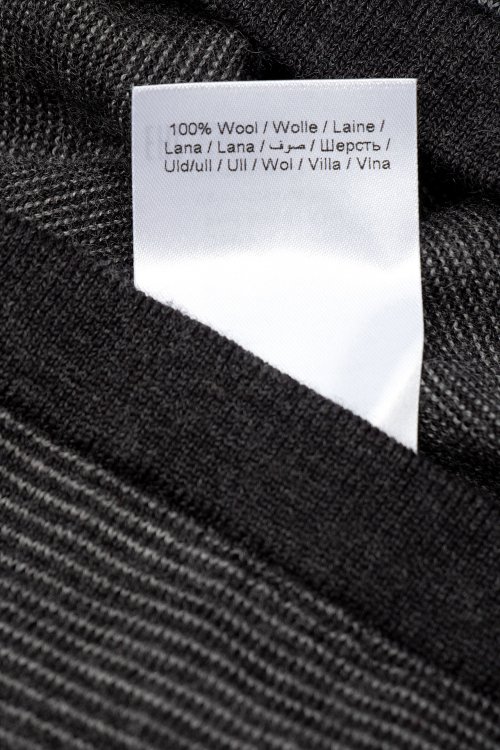 100% Wool / Wolle / Laine /
Lana / Lana / صوف / Шерсть /
Uld/ull / Ull / Wol / Villa / Vlna